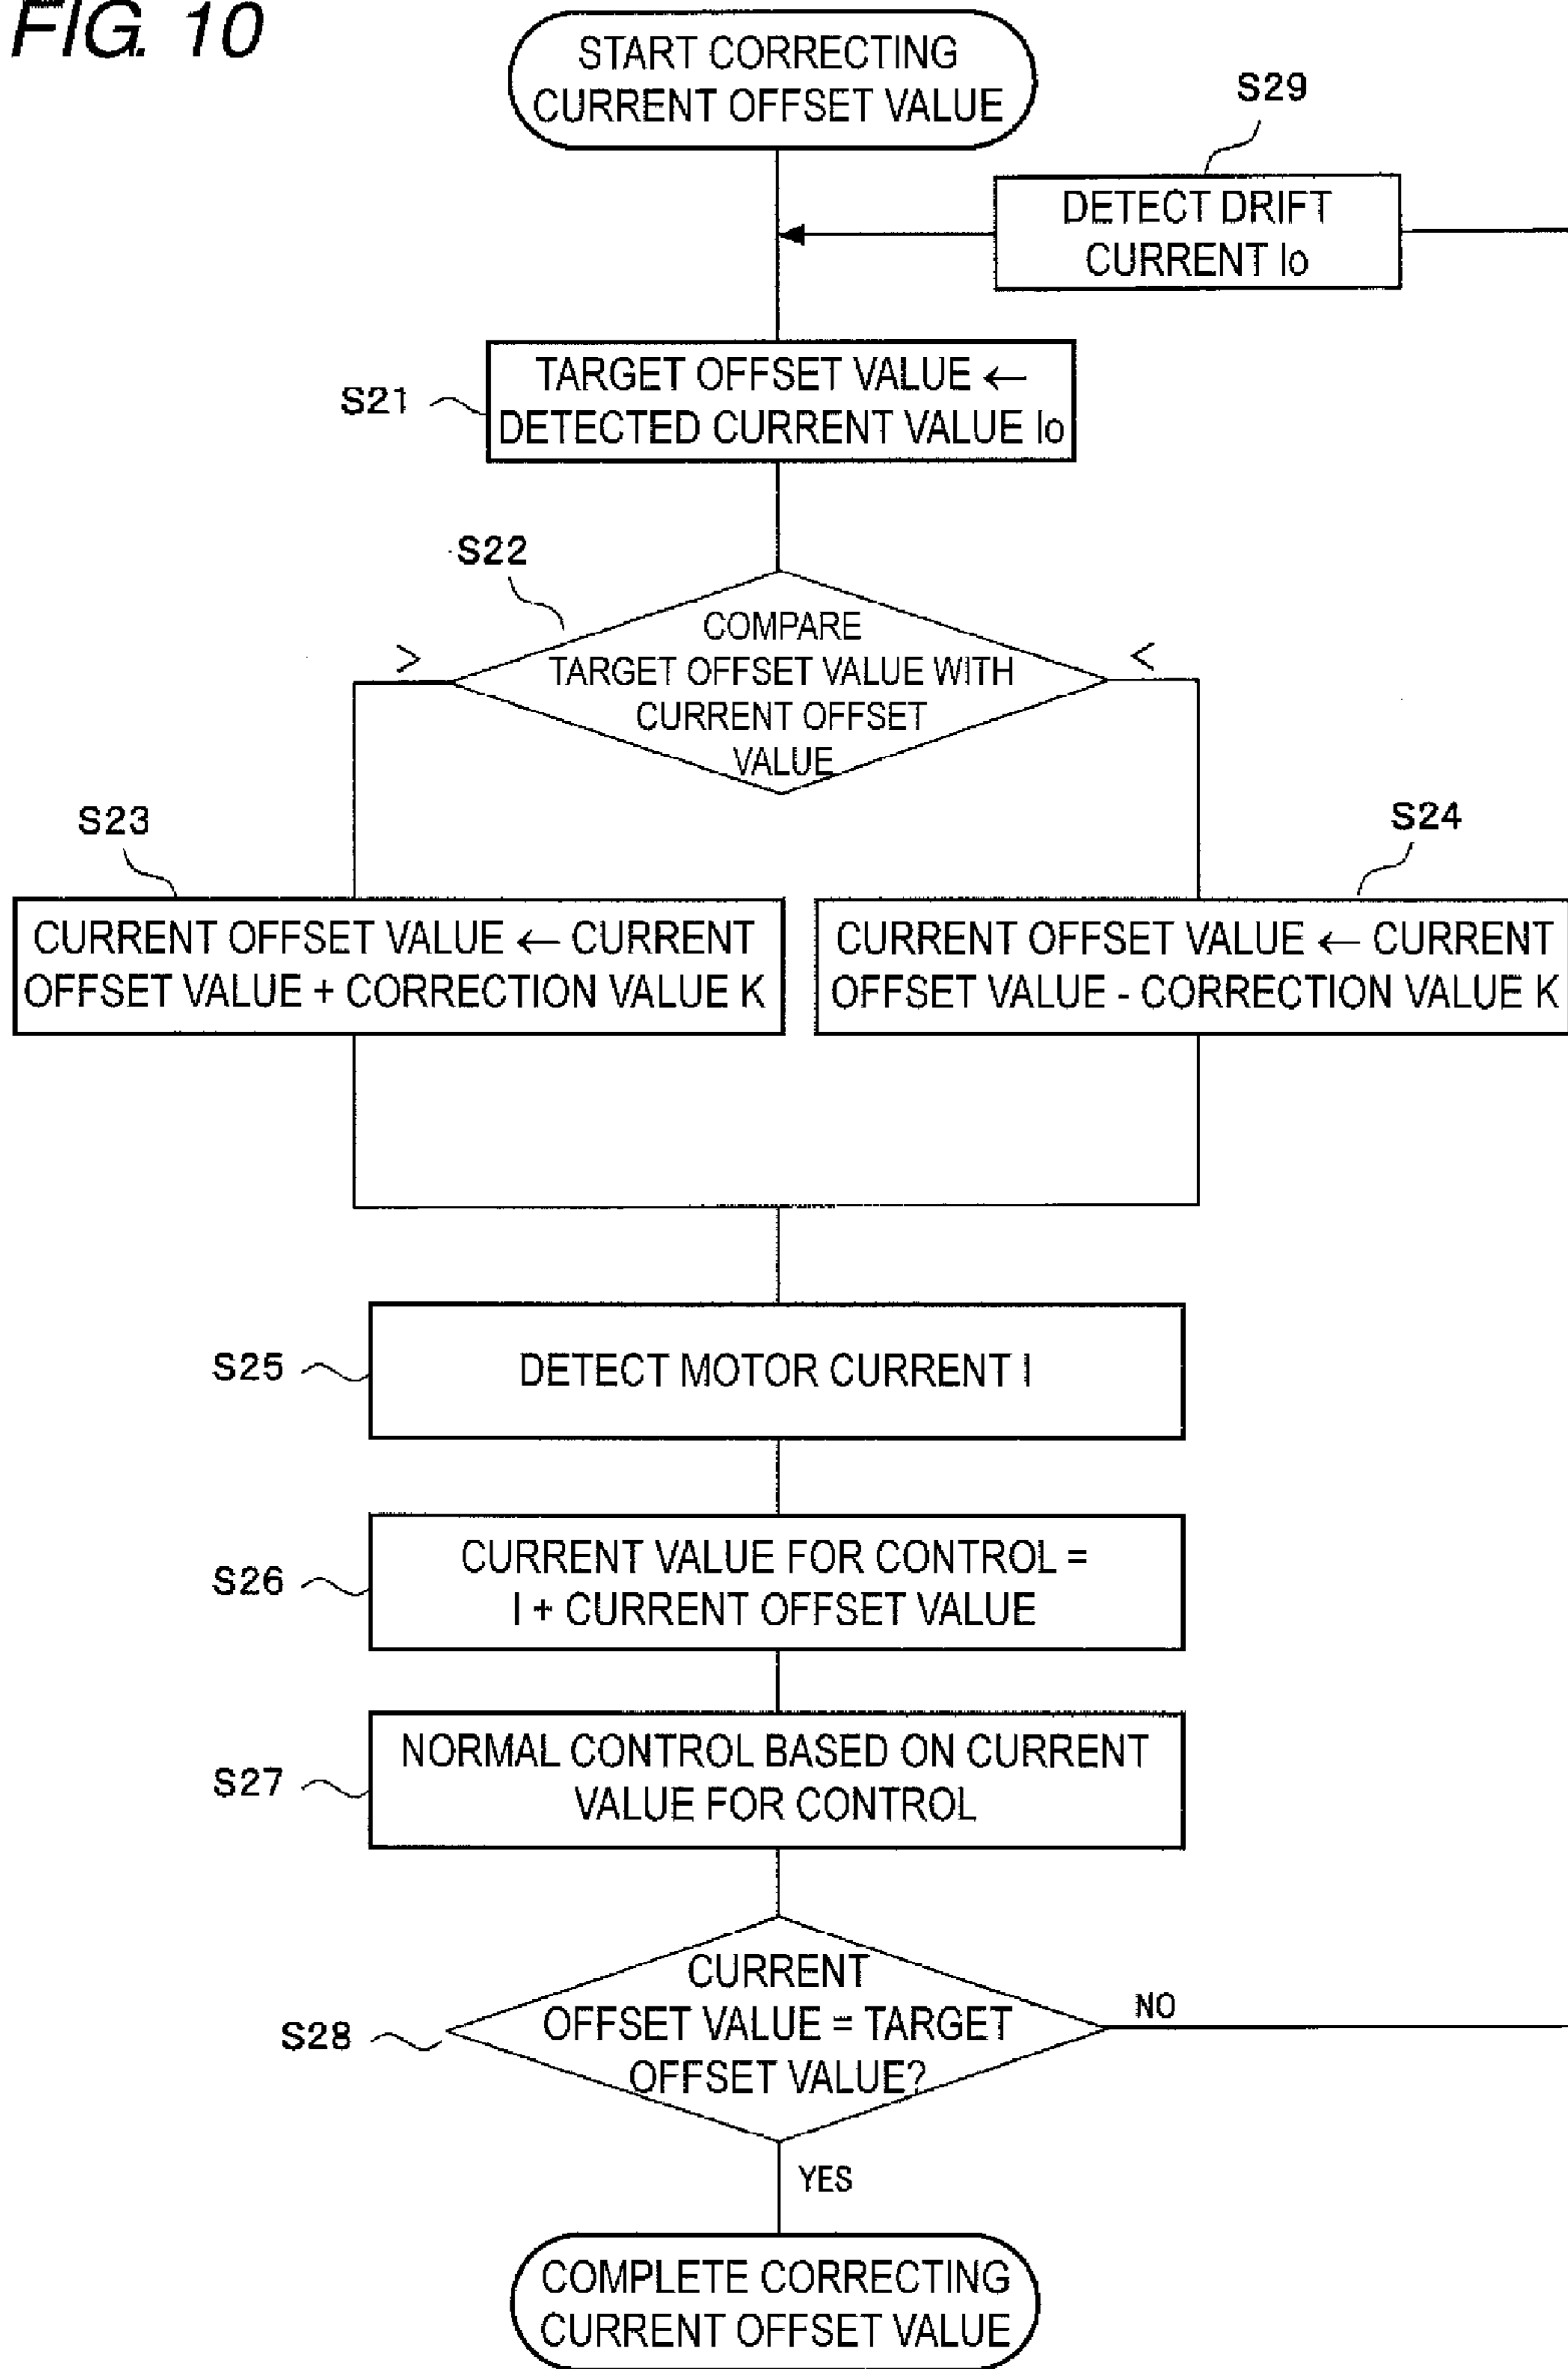 FIG. 10
START CORRECTING
CURRENT OFFSET VALUE
S29
DETECT DRIFT
CURRENT Io
S21
TARGET OFFSET VALUE ←
DETECTED CURRENT VALUE Io
S22
COMPARE
TARGET OFFSET VALUE WITH
CURRENT OFFSET
VALUE
>
<
S23
CURRENT OFFSET VALUE ← CURRENT
OFFSET VALUE + CORRECTION VALUE K
S24
CURRENT OFFSET VALUE ← CURRENT
OFFSET VALUE - CORRECTION VALUE K
S25
DETECT MOTOR CURRENT I
S26
CURRENT VALUE FOR CONTROL =
I + CURRENT OFFSET VALUE
S27
NORMAL CONTROL BASED ON CURRENT
VALUE FOR CONTROL
S28
CURRENT
OFFSET VALUE = TARGET
OFFSET VALUE?
NO
YES
COMPLETE CORRECTING
CURRENT OFFSET VALUE